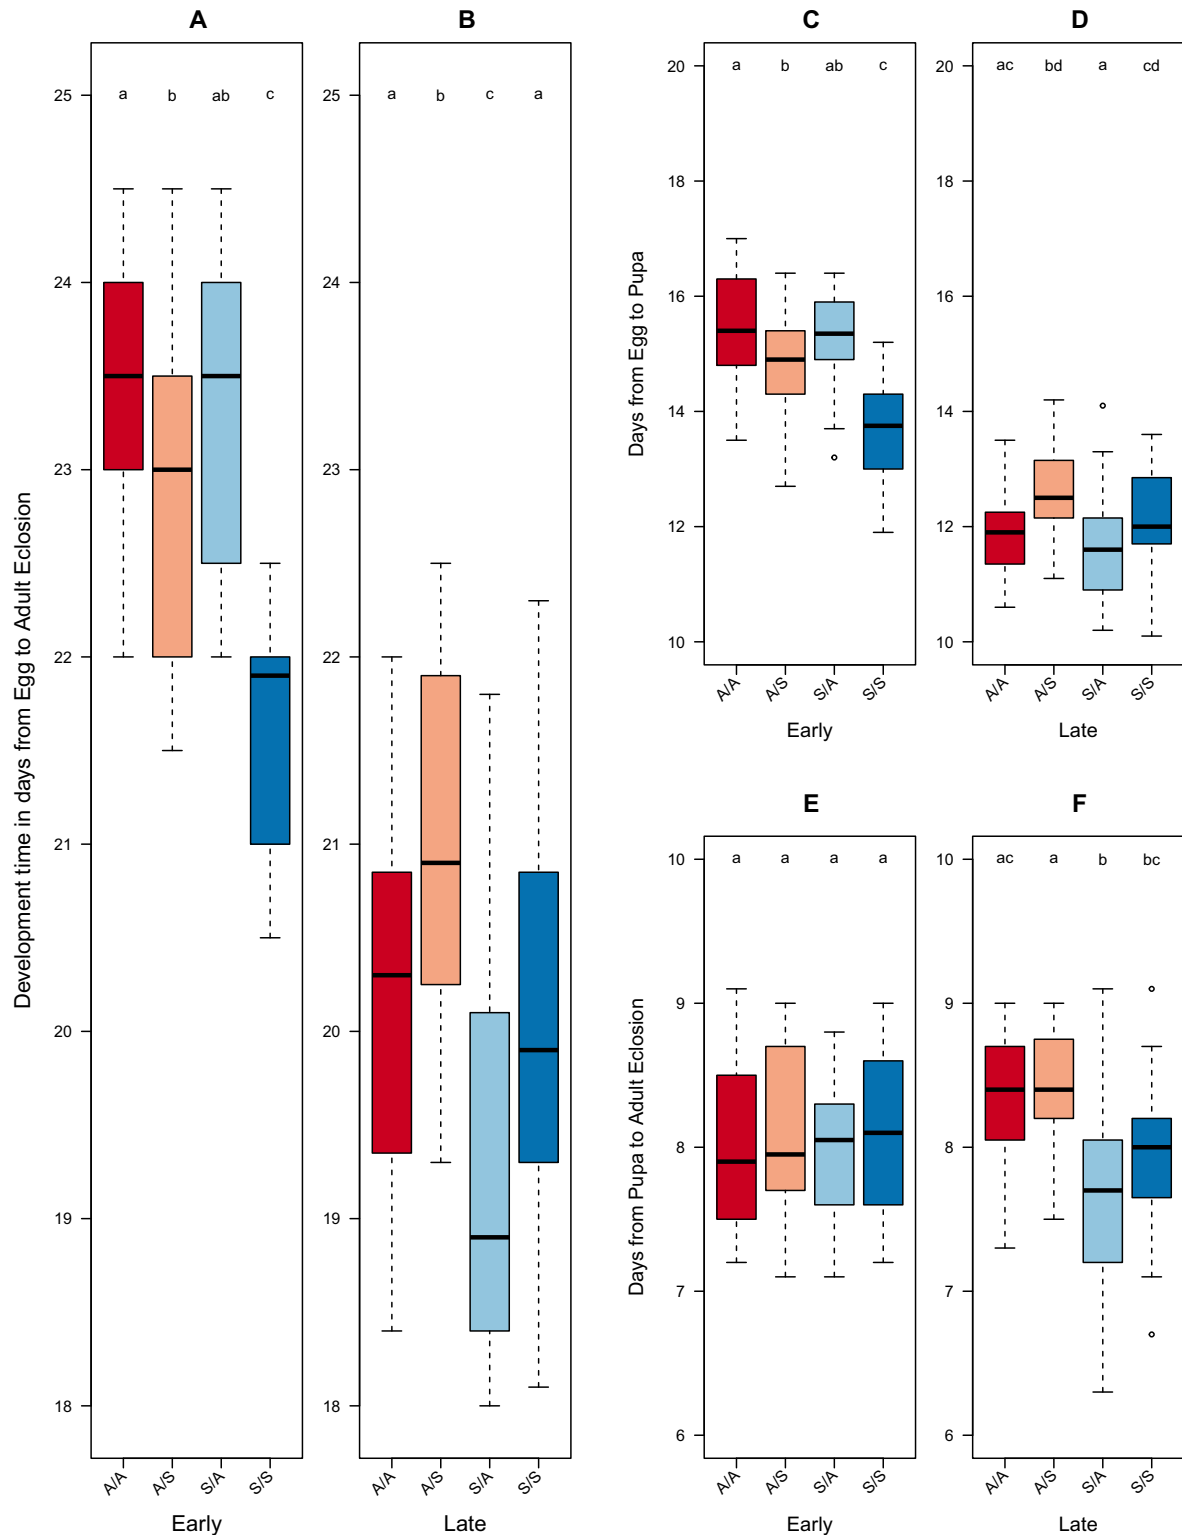 A
B
Development time in days from Egg to Adult Eclosion
25
24
23
22
21
20
19
18
a b ab c
A/A A/S S/A S/S
Early
25
24
23
22
21
20
19
18
a b c a
A/A A/S S/A S/S
Late
C
D
Days from Egg to Pupa
20
18
16
14
12
10
a b ab c
A/A A/S S/A S/S
Early
20
18
16
14
12
10
ac bd a cd
A/A A/S S/A S/S
Late
E
F
Days from Pupa to Adult Eclosion
10
9
8
7
6
a a a a
A/A A/S S/A S/S
Early
10
9
8
7
6
ac a b bc
A/A A/S S/A S/S
Late